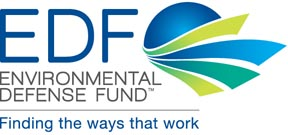 EDF
ENVIRONMENTAL
DEFENSE FUND™
Finding the ways that work